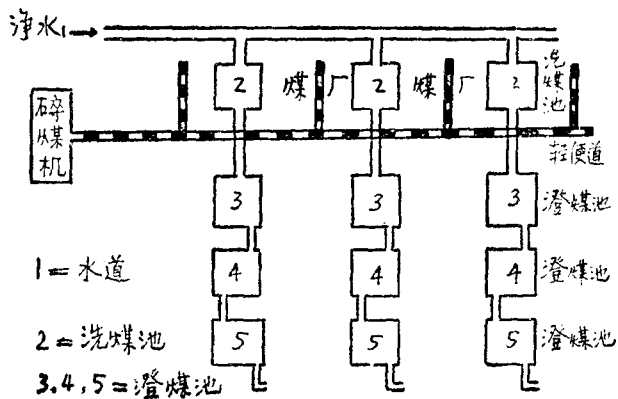 净水1
2 煤厂 2 煤厂 2 洗煤池
碎煤机
轻便道
3 3 3 澄煤池
1=水道 4 4 4 澄煤池
2=洗煤池 5 5 5 澄煤池
3.4.5=澄煤池